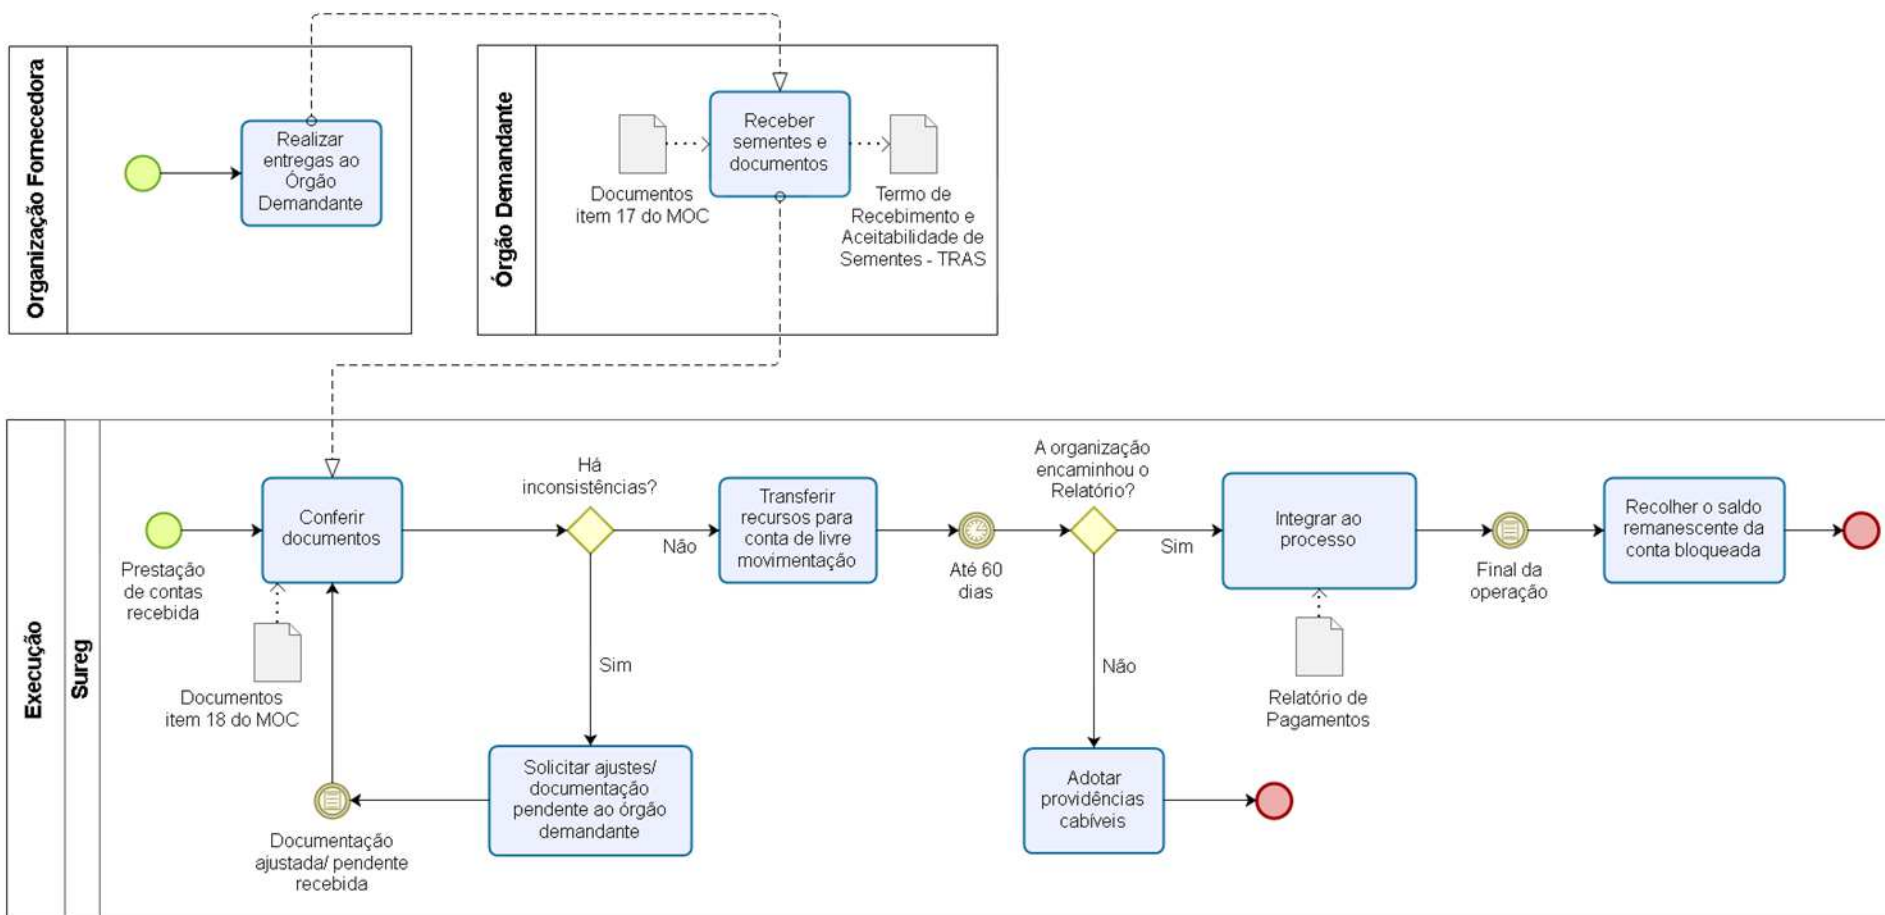 Organização Fornecedora
Realizar
entregas ao
Órgão
Demandante
Órgão Demandante
Receber
sementes e
documentos
Documentos
item 17 do MOC
Termo de
Recebimento e
Aceitabilidade de
Sementes - TRAS
Execução
Sureg
Prestação
de contas
recebida
Conferir
documentos
Documentos
item 18 do MOC
Há
inconsistências?
Não
Sim
Solicitar ajustes/
documentação
pendente ao órgão
demandante
Documentação
ajustada/ pendente
recebida
Transferir
recursos para
conta de livre
movimentação
Até 60
dias
A organização
encaminhou o
Relatório?
Sim
Não
Adotar
providências
cabíveis
Integrar ao
processo
Relatório de
Pagamentos
Final da
operação
Recolher o saldo
remanescente da
conta bloqueada